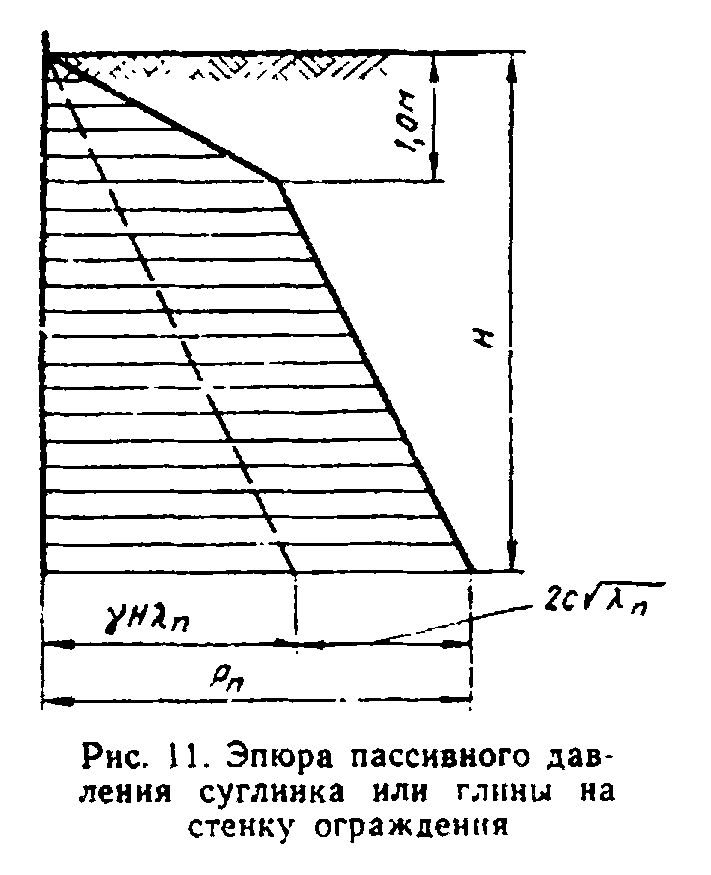 1,0м
H
γHλп
2c√λп
Pп
Рис. 11. Эпюра пассивного дав-
ления суглинка или глины на
стенку ограждения